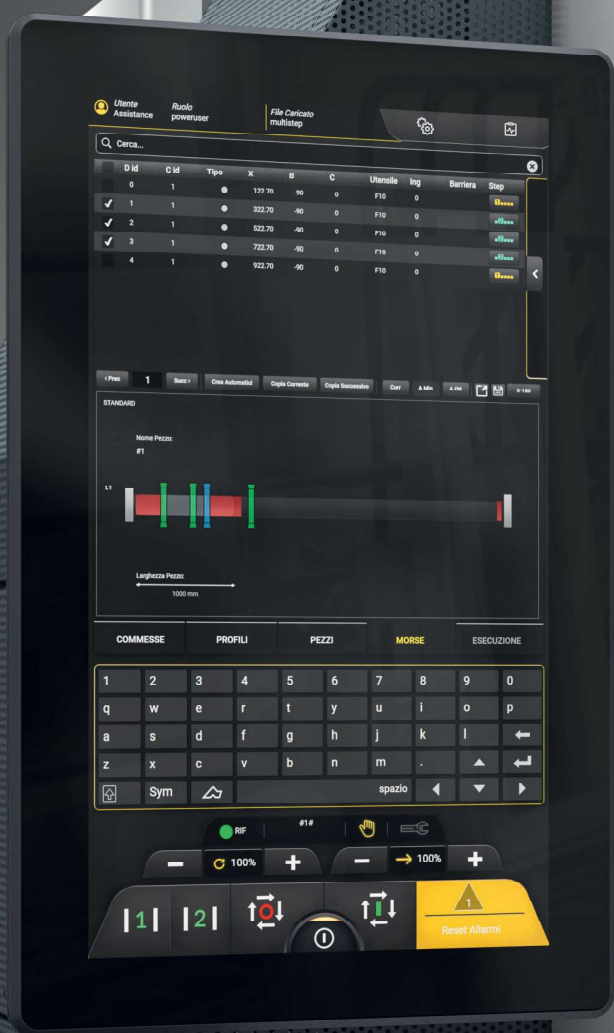 Utente Ruolo File Caricato
Assistance poweruser multistep
Cerca...
D id C id Tipo X B C Utensile Ing Barriera Step
0 1 122.70 -90 0 F10 0
1 1 322.70 -90 0 F10 0
2 1 522.70 -90 0 F10 0
3 1 722.70 -90 0 F10 0
4 1 922.70 -90 0 F10 0
< Prec 1 Succ > Crea Automatici Copia Corrente Copia Successivo Corr A Min
STANDARD
Nome Pezzo:
#1
L1
Larghezza Pezzo:
1000 mm
COMMESSE PROFILI PEZZI MORSE ESECUZIONE
1 2 3 4 5 6 7 8 9 0
q w e r t y u i o p
a s d f g h j k l
z x c v b n m .
Sym spazio
RIF #1#
100% + 100% +
1 2 1
Reset Allarmi